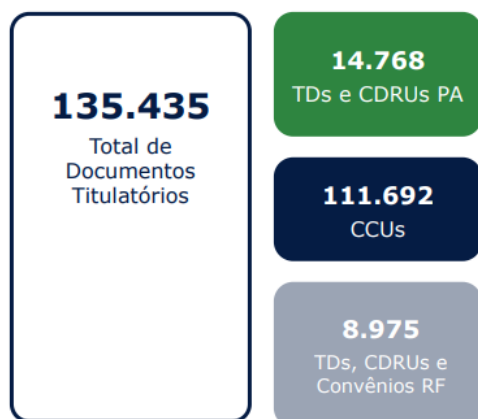 135.435
Total de
Documentos
Titulatórios
14.768
TDs e CDRUs PA
111.692
CCUs
8.975
TDs, CDRUs e
Convênios RF